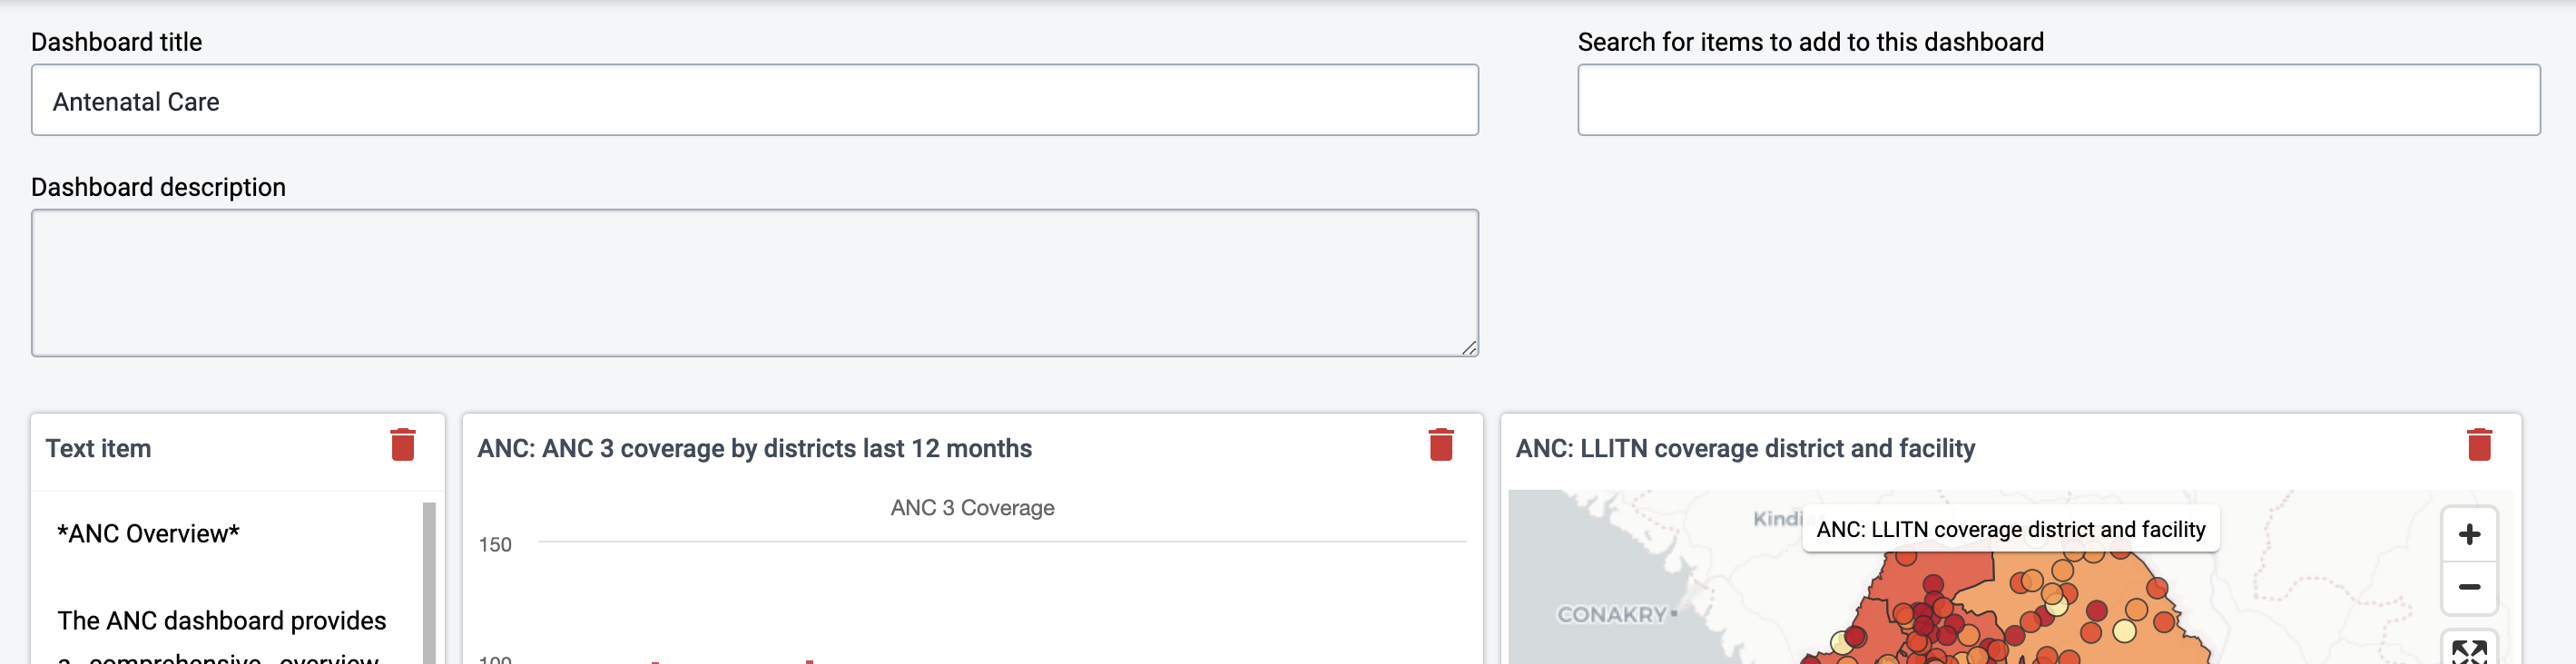 Dashboard title
Search for items to add to this dashboard
Antenatal Care
Dashboard description
Text item
ANC: ANC 3 coverage by districts last 12 months
ANC: LLITN coverage district and facility
*ANC Overview*
The ANC dashboard provides
a comprehensive overview
ANC 3 Coverage
150
100
Kindia
ANC: LLITN coverage district and facility
CONAKRY